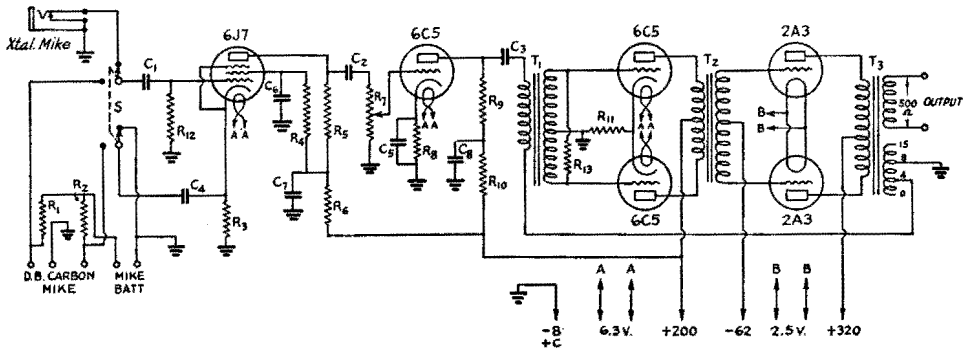 Xtal. Mike
S
C1
R12
C4
R1
R2
D.B. CARBON MIKE
MIKE BATT
6J7
A A
R3
C6
R4
C7
R5
R6
C2
R7
6C5
A A
C5
R8
C8
R9
R10
C3
T1
R11
R13
6C5
A A
A A
6C5
T2
2A3
B
B
2A3
T3
500 Ω OUTPUT
15
8
4
0
A A
B B
-B
+C
6.3 V.
+200
-62
2.5 V.
+320